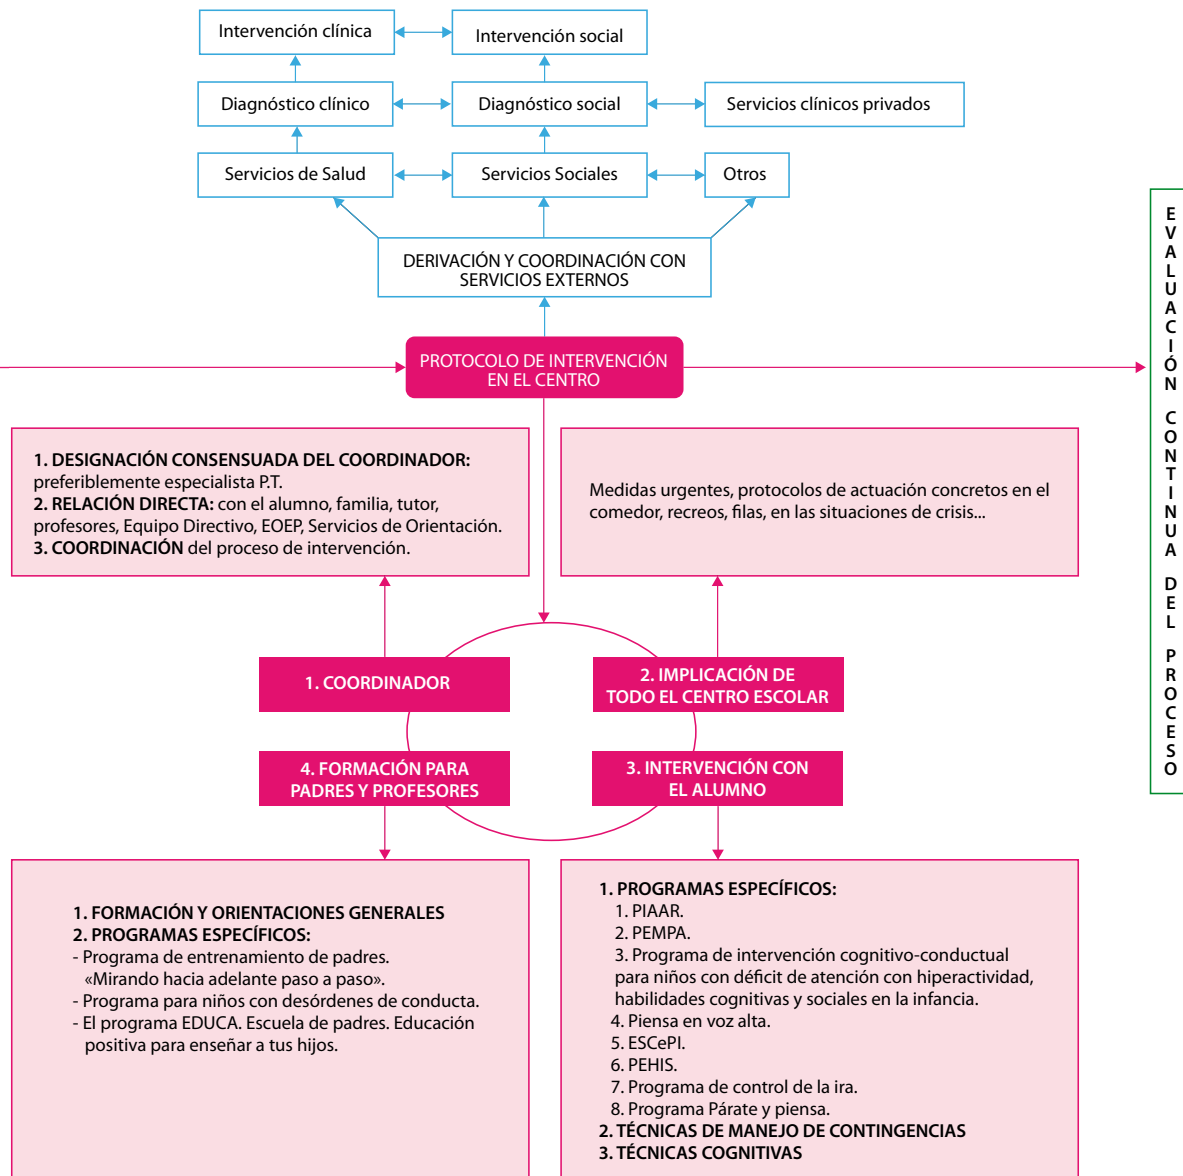 Intervención clínica
Intervención social
Diagnóstico clínico
Diagnóstico social
Servicios clínicos privados
Servicios de Salud
Servicios Sociales
Otros
DERIVACIÓN Y COORDINACIÓN CON
SERVICIOS EXTERNOS
PROTOCOLO DE INTERVENCIÓN
EN EL CENTRO
1. DESIGNACIÓN CONSENSUADA DEL COORDINADOR:
preferiblemente especialista P.T.
2. RELACIÓN DIRECTA: con el alumno, familia, tutor,
profesores, Equipo Directivo, EOEP, Servicios de Orientación.
3. COORDINACIÓN del proceso de intervención.
Medidas urgentes, protocolos de actuación concretos en el
comedor, recreos, filas, en las situaciones de crisis...
1. COORDINADOR
2. IMPLICACIÓN DE
TODO EL CENTRO ESCOLAR
4. FORMACIÓN PARA
PADRES Y PROFESORES
3. INTERVENCIÓN CON
EL ALUMNO
1. FORMACIÓN Y ORIENTACIONES GENERALES
2. PROGRAMAS ESPECÍFICOS:
- Programa de entrenamiento de padres.
«Mirando hacia adelante paso a paso».
- Programa para niños con desórdenes de conducta.
- El programa EDUCA. Escuela de padres. Educación
positiva para enseñar a tus hijos.
1. PROGRAMAS ESPECÍFICOS:
1. PIAAR.
2. PEMPA.
3. Programa de intervención cognitivo-conductual
para niños con déficit de atención con hiperactividad,
habilidades cognitivas y sociales en la infancia.
4. Piensa en voz alta.
5. ESCePI.
6. PEHIS.
7. Programa de control de la ira.
8. Programa Párate y piensa.
2. TÉCNICAS DE MANEJO DE CONTINGENCIAS
3. TÉCNICAS COGNITIVAS
EVALUACIÓN CONTINUA DEL PROCESO